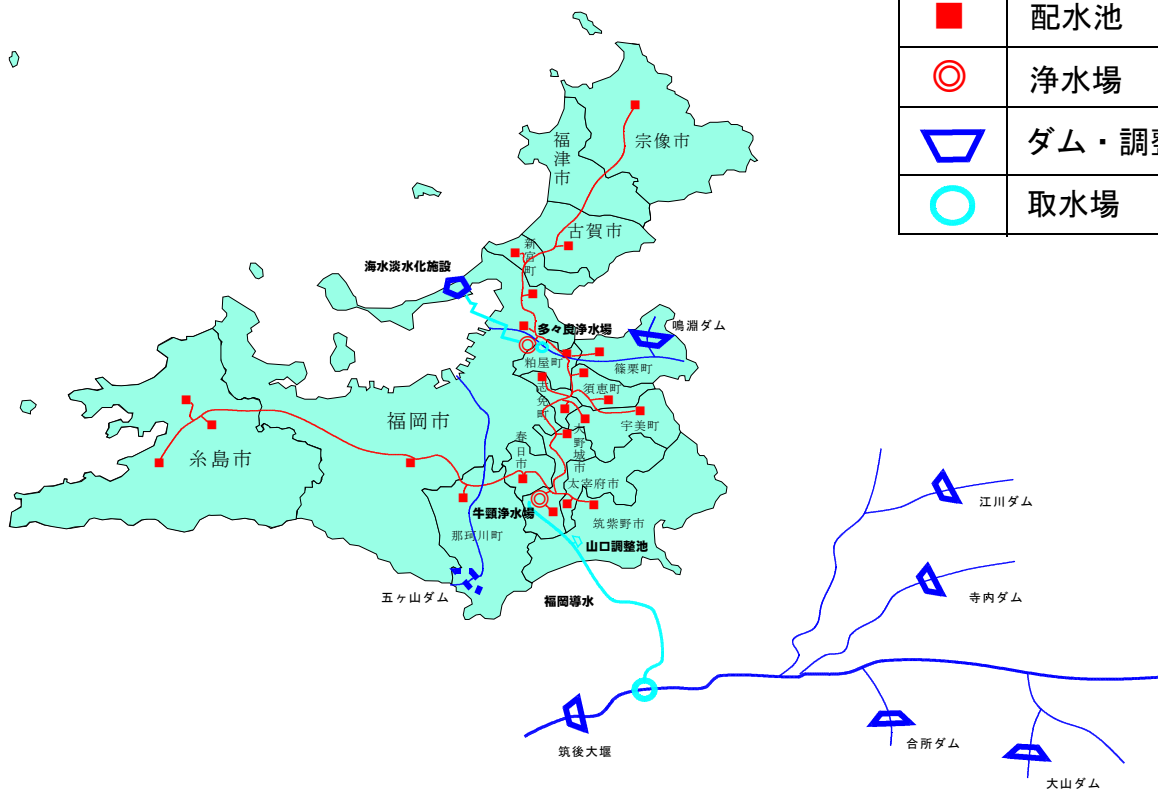 配水池
浄水場
ダム・調整
取水場
福津市
宗像市
古賀市
新宮町
海水淡水化施設
多々良浄水場
鳴淵ダム
粕屋町
篠栗町
志免町
須恵町
宇美町
福岡市
糸島市
春日市
大野城市
太宰府市
牛頸浄水場
筑紫野市
那珂川町
山口調整池
五ヶ山ダム
福岡導水
江川ダム
寺内ダム
筑後大堰
合所ダム
大山ダム